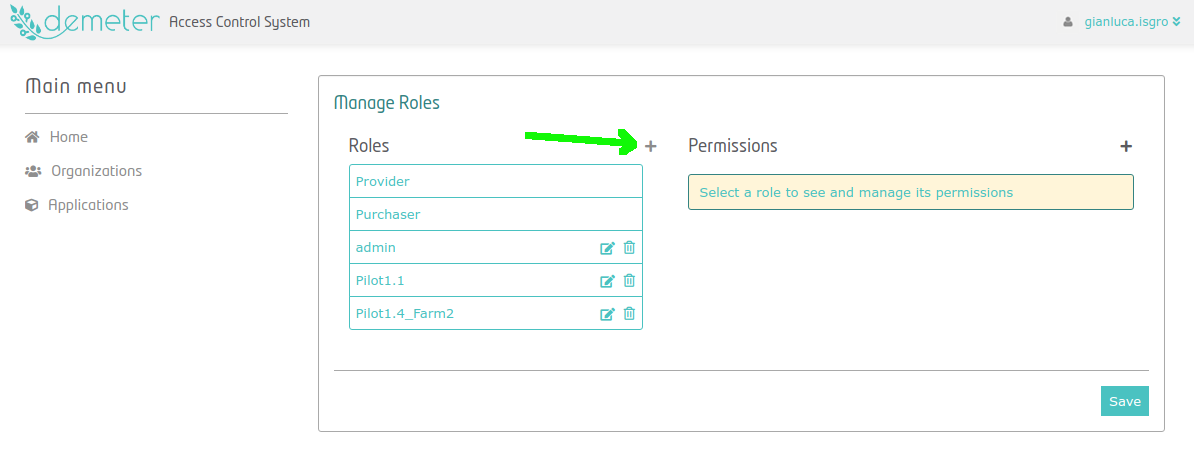 demeter Access Control System
gianluca.isgro
Main menu
Home
Organizations
Applications
Manage Roles
Roles
Provider
Purchaser
admin
Pilot1.1
Pilot1.4_Farm2
Permissions
Select a role to see and manage its permissions
Save